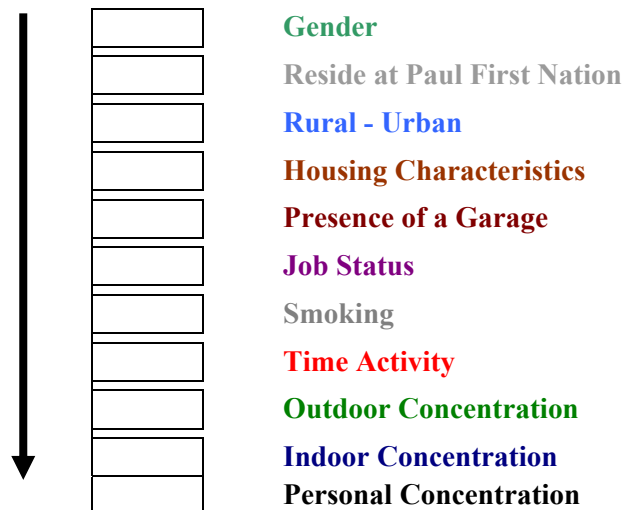 Gender
Reside at Paul First Nation
Rural - Urban
Housing Characteristics
Presence of a Garage
Job Status
Smoking
Time Activity
Outdoor Concentration
Indoor Concentration
Personal Concentration